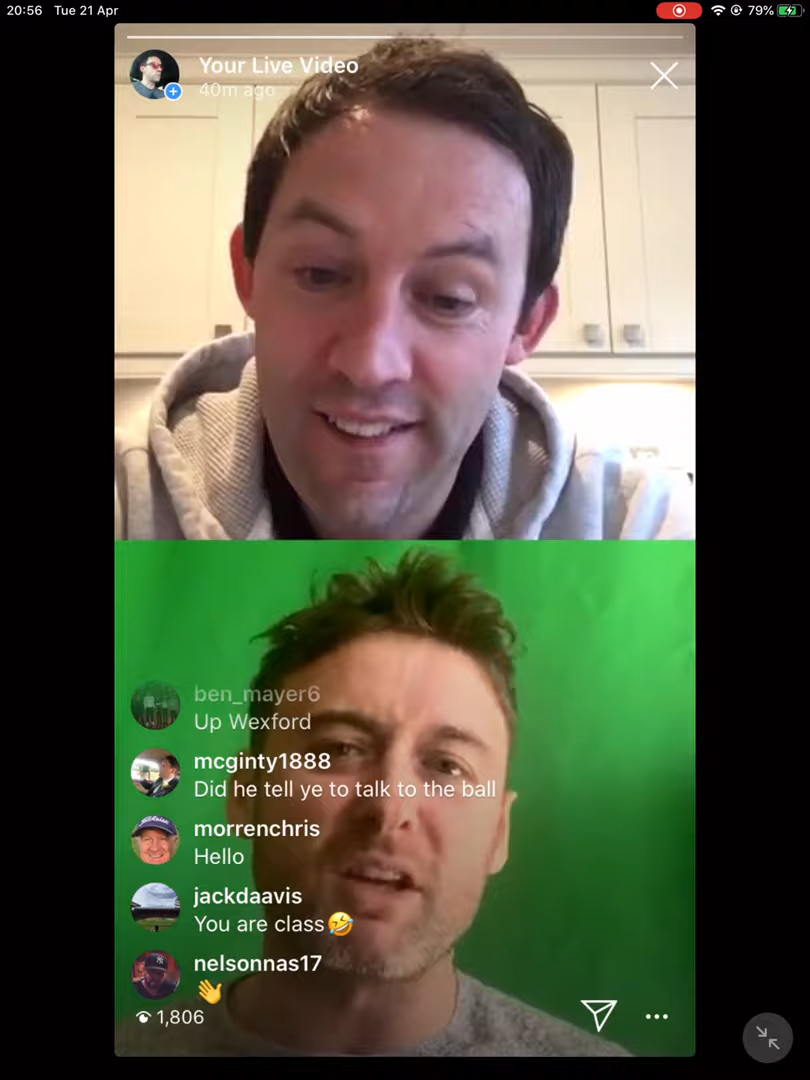 20:56 Tue 21 Apr 79%
Your Live Video
40m ago
ben_mayer6
Up Wexford
mcginty1888
Did he tell ye to talk to the ball
morrenchris
Hello
jackdaavis
You are class🤣
nelsonnas17
👋
1,806